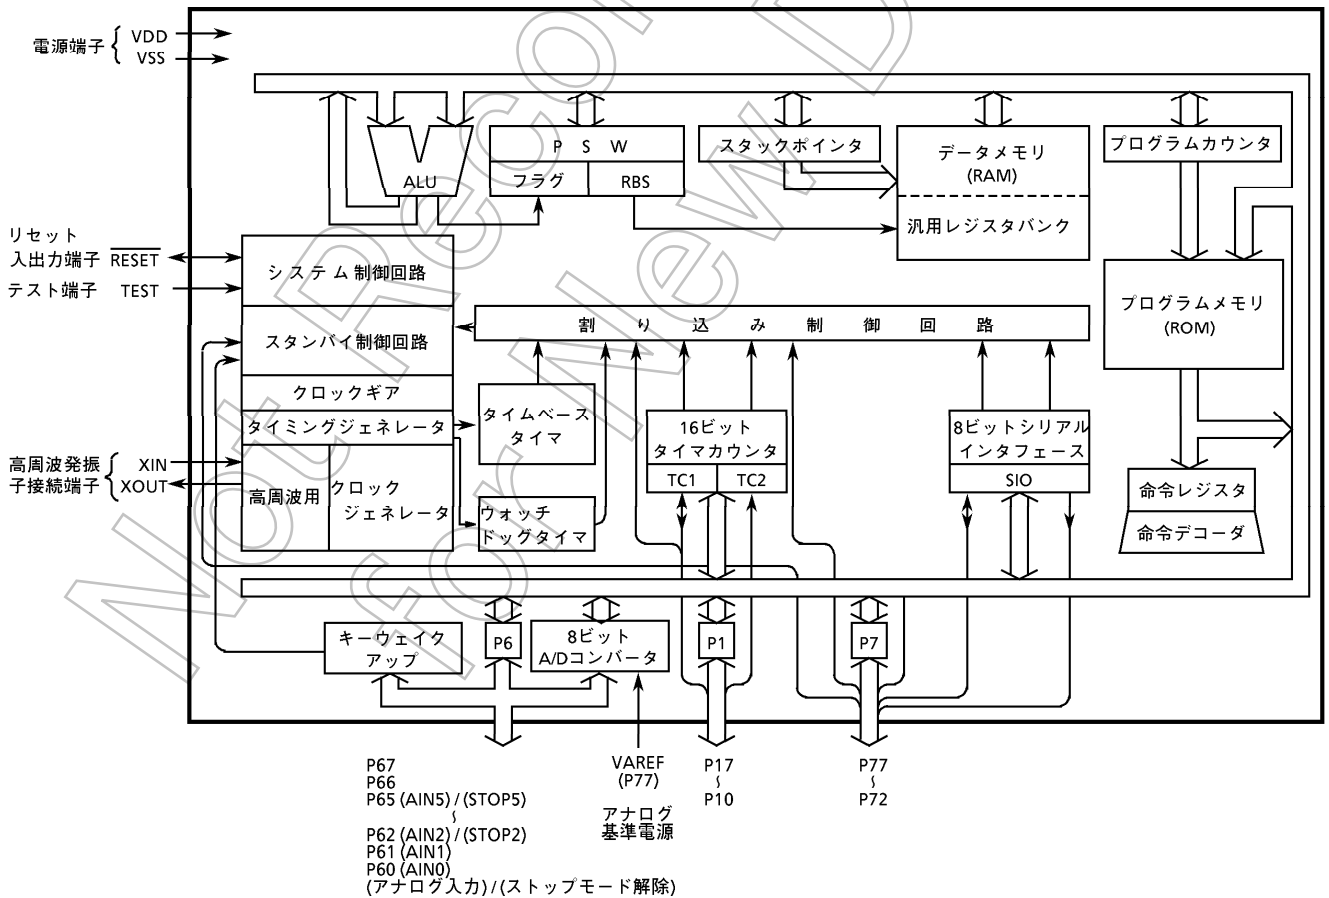 電源端子
VDD
VSS
ALU
P S W
フラグ
RBS
スタックポインタ
データメモリ
(RAM)
汎用レジスタバンク
プログラムカウンタ
リセット
入出力端子 RESET
テスト端子 TEST
システム制御回路
スタンバイ制御回路
クロックギア
タイミングジェネレータ
高周波用
クロック
ジェネレータ
高周波発振
子接続端子
XIN
XOUT
割り込み制御回路
タイムベース
タイマ
ウォッチ
ドッグタイマ
16ビット
タイマカウンタ
TC1
TC2
8ビットシリアル
インタフェース
SIO
プログラムメモリ
(ROM)
命令レジスタ
命令デコーダ
キーウェイク
アップ
P6
8ビット
A/Dコンバータ
P1
P7
P67
P66
P65 (AIN5) / (STOP5)
~
P62 (AIN2) / (STOP2)
P61 (AIN1)
P60 (AIN0)
(アナログ入力) / (ストップモード解除)
VAREF
(P77)
アナログ
基準電源
P17
~
P10
P77
~
P72